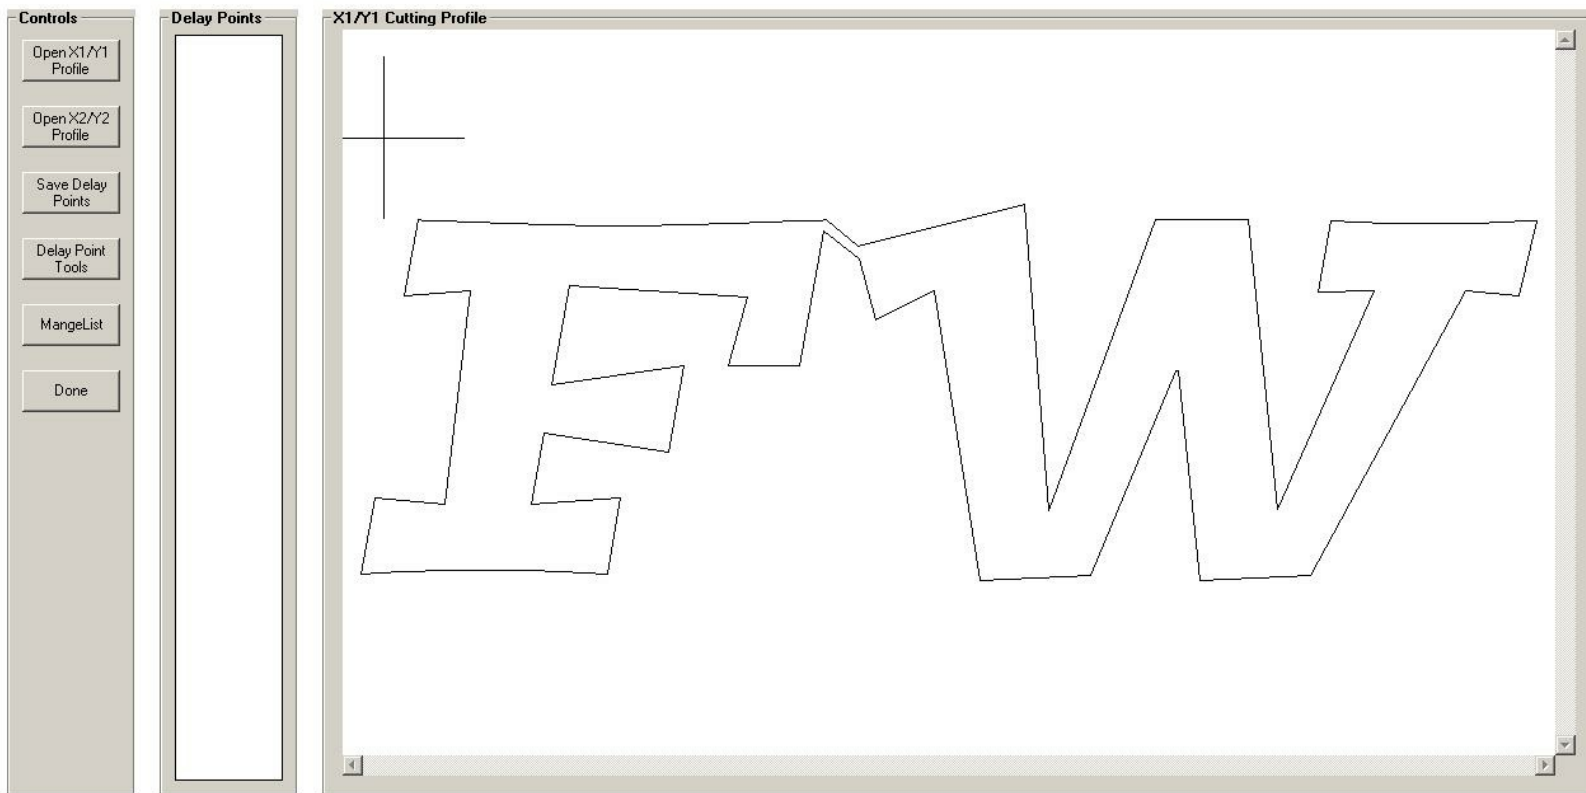 Controls
Delay Points
X1/Y1 Cutting Profile
Open X1/Y1
Profile
Open X2/Y2
Profile
Save Delay
Points
Delay Point
Tools
MangeList
Done
FW